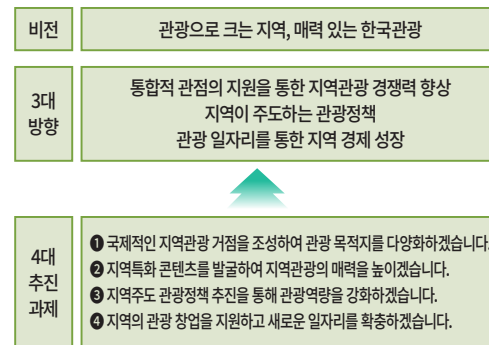 비전
관광으로 크는 지역, 매력 있는 한국관광
3대
방향
통합적 관점의 지원을 통한 지역관광 경쟁력 향상
지역이 주도하는 관광정책
관광 일자리를 통한 지역 경제 성장
4대
추진
과제
❶ 국제적인 지역관광 거점을 조성하여 관광 목적지를 다양화하겠습니다.
❷ 지역특화 콘텐츠를 발굴하여 지역관광의 매력을 높이겠습니다.
❸ 지역주도 관광정책 추진을 통해 관광역량을 강화하겠습니다.
❹ 지역의 관광 창업을 지원하고 새로운 일자리를 확충하겠습니다.